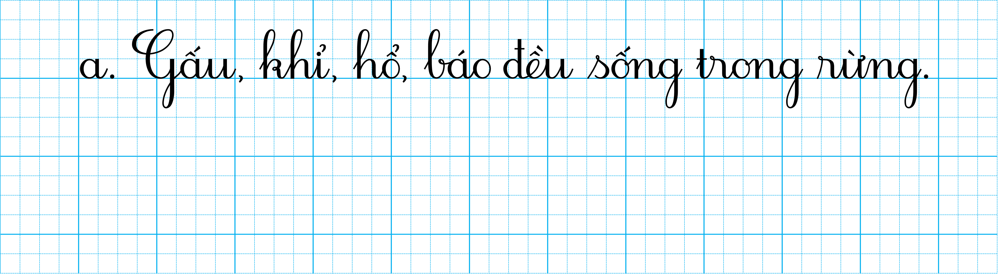 a. Gấu, khỉ, hổ, báo đều sống trong rừng.